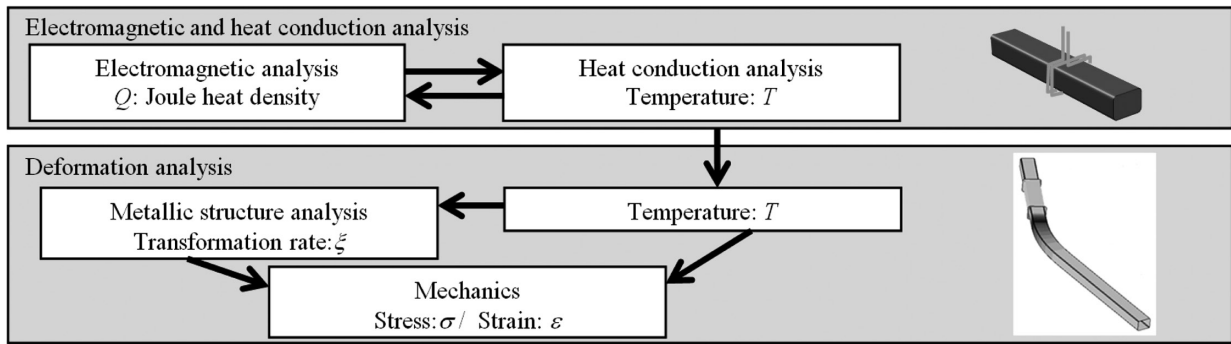 Electromagnetic and heat conduction analysis
Electromagnetic analysis
Q: Joule heat density
Heat conduction analysis
Temperature: T
Deformation analysis
Metallic structure analysis
Transformation rate: ξ
Temperature: T
Mechanics
Stress: σ / Strain: ε